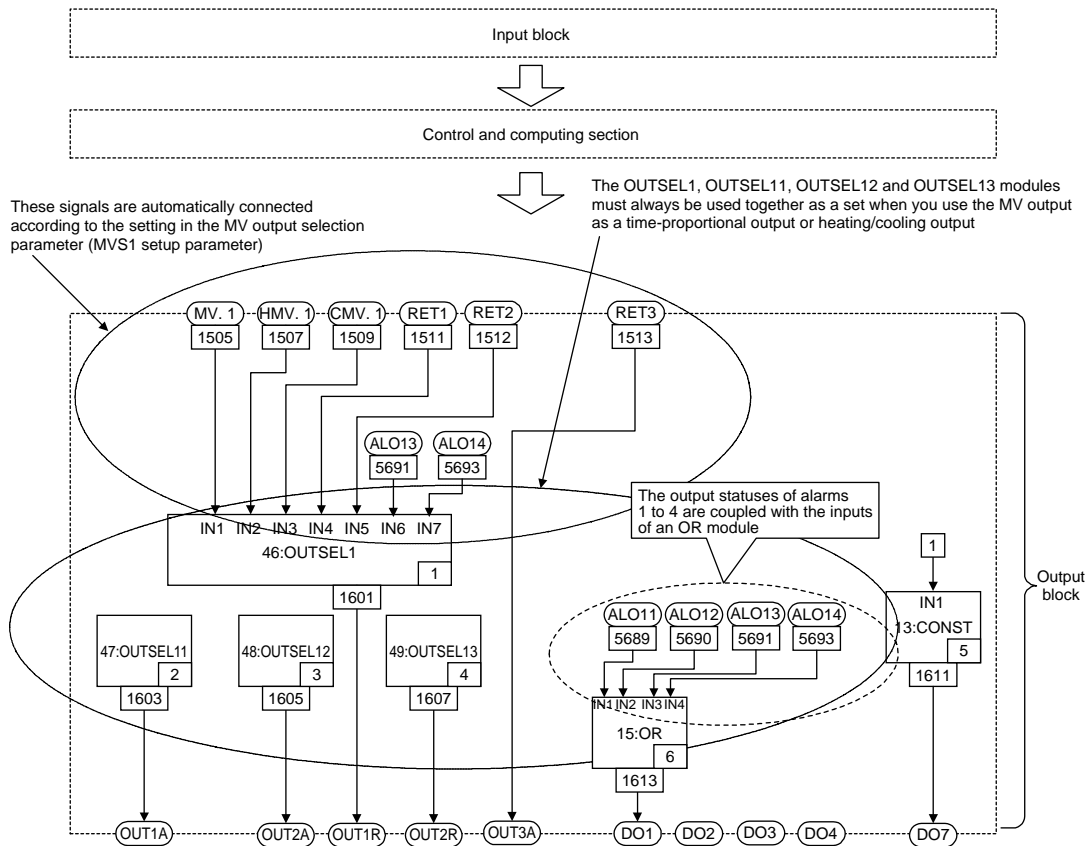 Input block
Control and computing section
These signals are automatically connected
according to the setting in the MV output selection
parameter (MVS1 setup parameter)
The OUTSEL1, OUTSEL11, OUTSEL12 and OUTSEL13 modules
must always be used together as a set when you use the MV output
as a time-proportional output or heating/cooling output
MV. 1
HMV. 1
CMV. 1
RET1
RET2
RET3
1505
1507
1509
1511
1512
1513
ALO13
ALO14
5691
5693
IN1 IN2 IN3 IN4 IN5 IN6 IN7
46:OUTSEL1
1
1601
The output statuses of alarms
1 to 4 are coupled with the inputs
of an OR module
1
IN1
13:CONST
5
1611
Output
block
47:OUTSEL11
2
1603
48:OUTSEL12
3
1605
49:OUTSEL13
4
1607
ALO11
ALO12
ALO13
ALO14
5689
5690
5691
5693
IN1 IN2 IN3 IN4
15:OR
6
1613
OUT1A
OUT2A
OUT1R
OUT2R
OUT3A
DO1
DO2
DO3
DO4
DO7